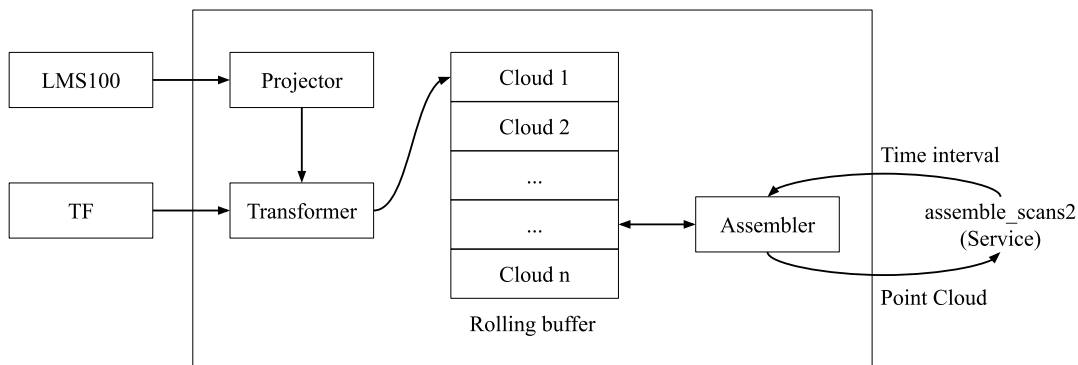 LMS100
Projector
TF
Transformer
Cloud 1
Cloud 2
...
...
Cloud n
Rolling buffer
Assembler
Time interval
assemble_scans2
(Service)
Point Cloud